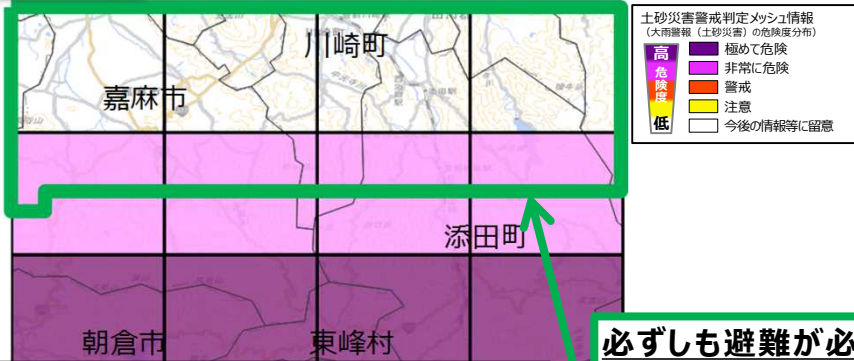 川崎町
嘉麻市
添田町
朝倉市
東峰村
土砂災害警戒判定メッシュ情報
(大雨警報(土砂災害)の危険度分布)
高
危険度
低
極めて危険
非常に危険
警戒
注意
今後の情報等に留意
必ずしも避難が必